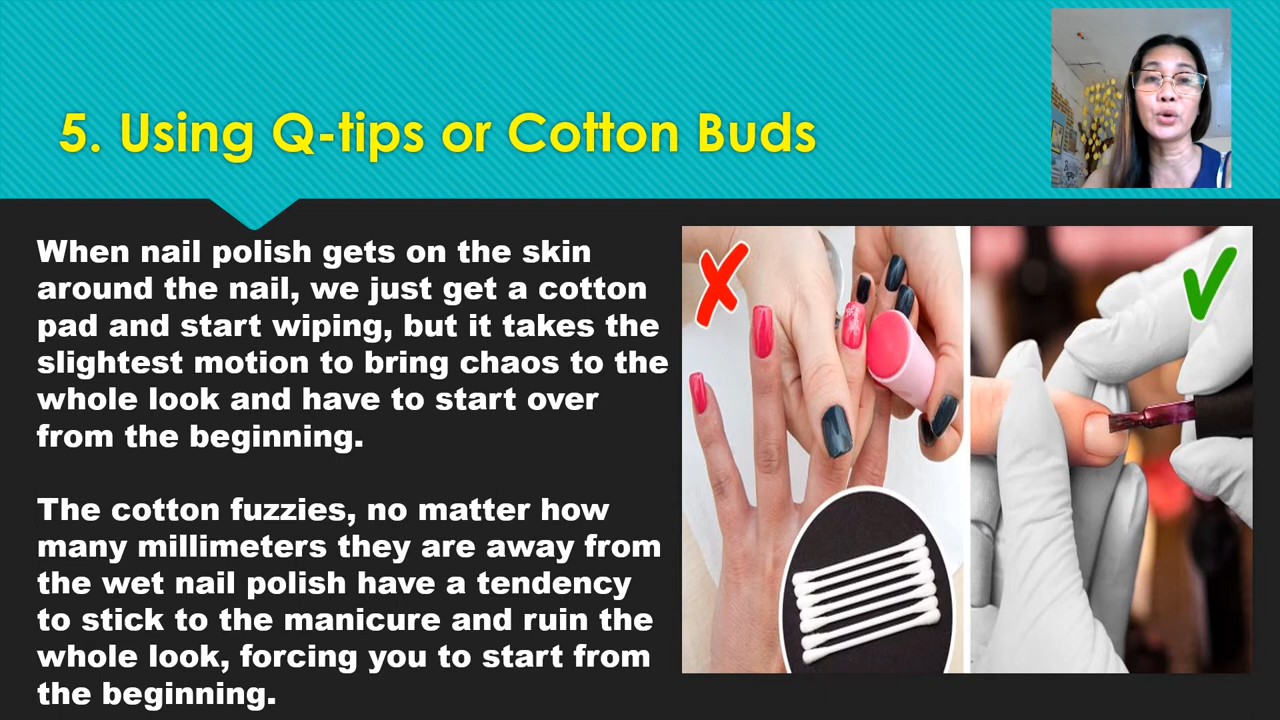 5. Using Q-tips or Cotton Buds
When nail polish gets on the skin
around the nail, we just get a cotton
pad and start wiping, but it takes the
slightest motion to bring chaos to the
whole look and have to start over
from the beginning.
The cotton fuzzies, no matter how
many millimeters they are away from
the wet nail polish have a tendency
to stick to the manicure and ruin the
whole look, forcing you to start from
the beginning.